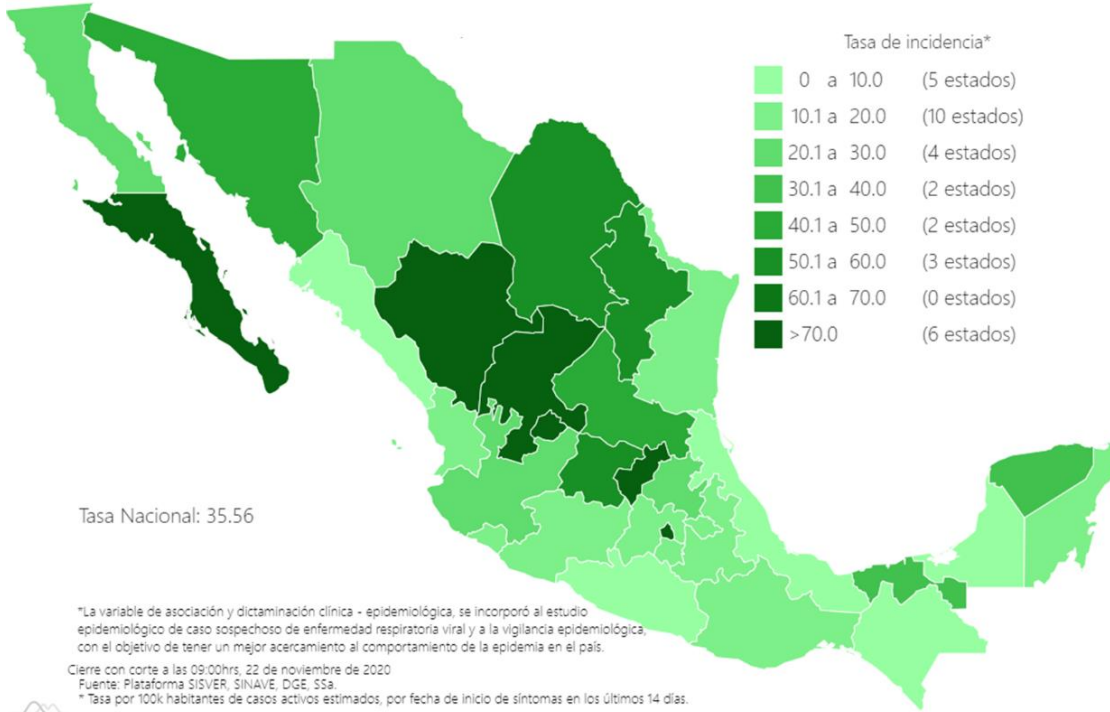 Tasa de incidencia*
0 a 10.0 (5 estados)
10.1 a 20.0 (10 estados)
20.1 a 30.0 (4 estados)
30.1 a 40.0 (2 estados)
40.1 a 50.0 (2 estados)
50.1 a 60.0 (3 estados)
60.1 a 70.0 (0 estados)
>70.0 (6 estados)
Tasa Nacional: 35.56
*La variable de asociación y dictaminación clínica - epidemiológica, se incorporó al estudio
epidemiológico de caso sospechoso de enfermedad respiratoria viral y a la vigilancia epidemiológica,
con el objetivo de tener un mejor acercamiento al comportamiento de la epidemia en el país.
Cierre con corte a las 09:00hrs, 22 de noviembre de 2020
Fuente: Plataforma SISVER, SINAVE, DGE, SSa.
* Tasa por 100k habitantes de casos activos estimados, por fecha de inicio de síntomas en los últimos 14 días.